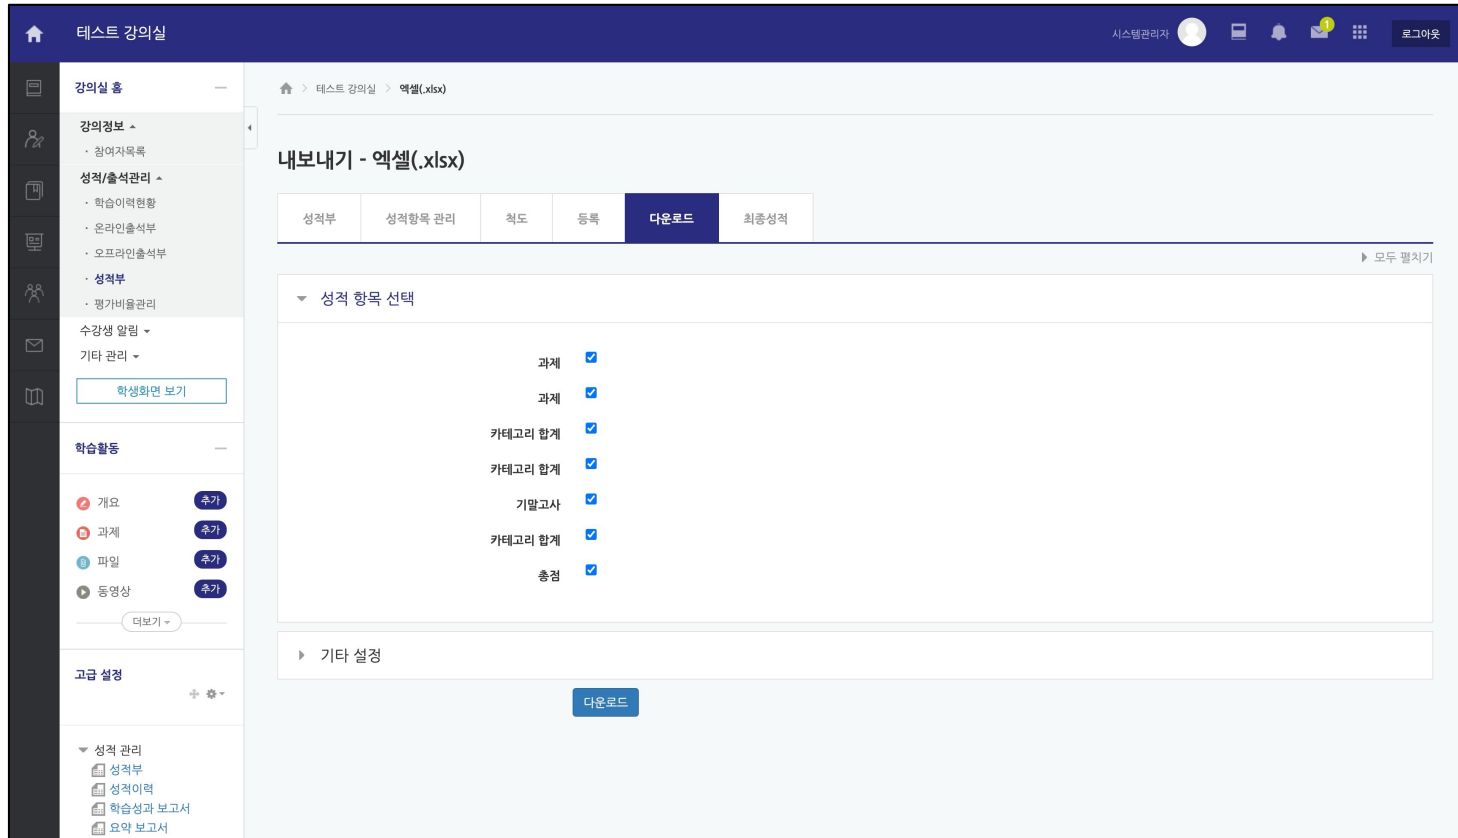 테스트 강의실
시스템관리자
1
로그아웃
강의실 홈
강의정보
· 참여자목록
성적/출석관리
· 학습이력현황
· 온라인출석부
· 오프라인출석부
· 성적부
· 평가비율관리
수강생 알림
기타 관리
학생화면 보기
학습활동
개요 추가
과제 추가
파일 추가
동영상 추가
더보기
고급 설정
성적 관리
성적부
성적이력
학습성과 보고서
요약 보고서
테스트 강의실 > 엑셀(.xlsx)
내보내기 - 엑셀(.xlsx)
성적부 성적항목 관리 척도 등록 다운로드 최종성적
모두 펼치기
성적 항목 선택
과제
과제
카테고리 합계
카테고리 합계
기말고사
카테고리 합계
총점
기타 설정
다운로드